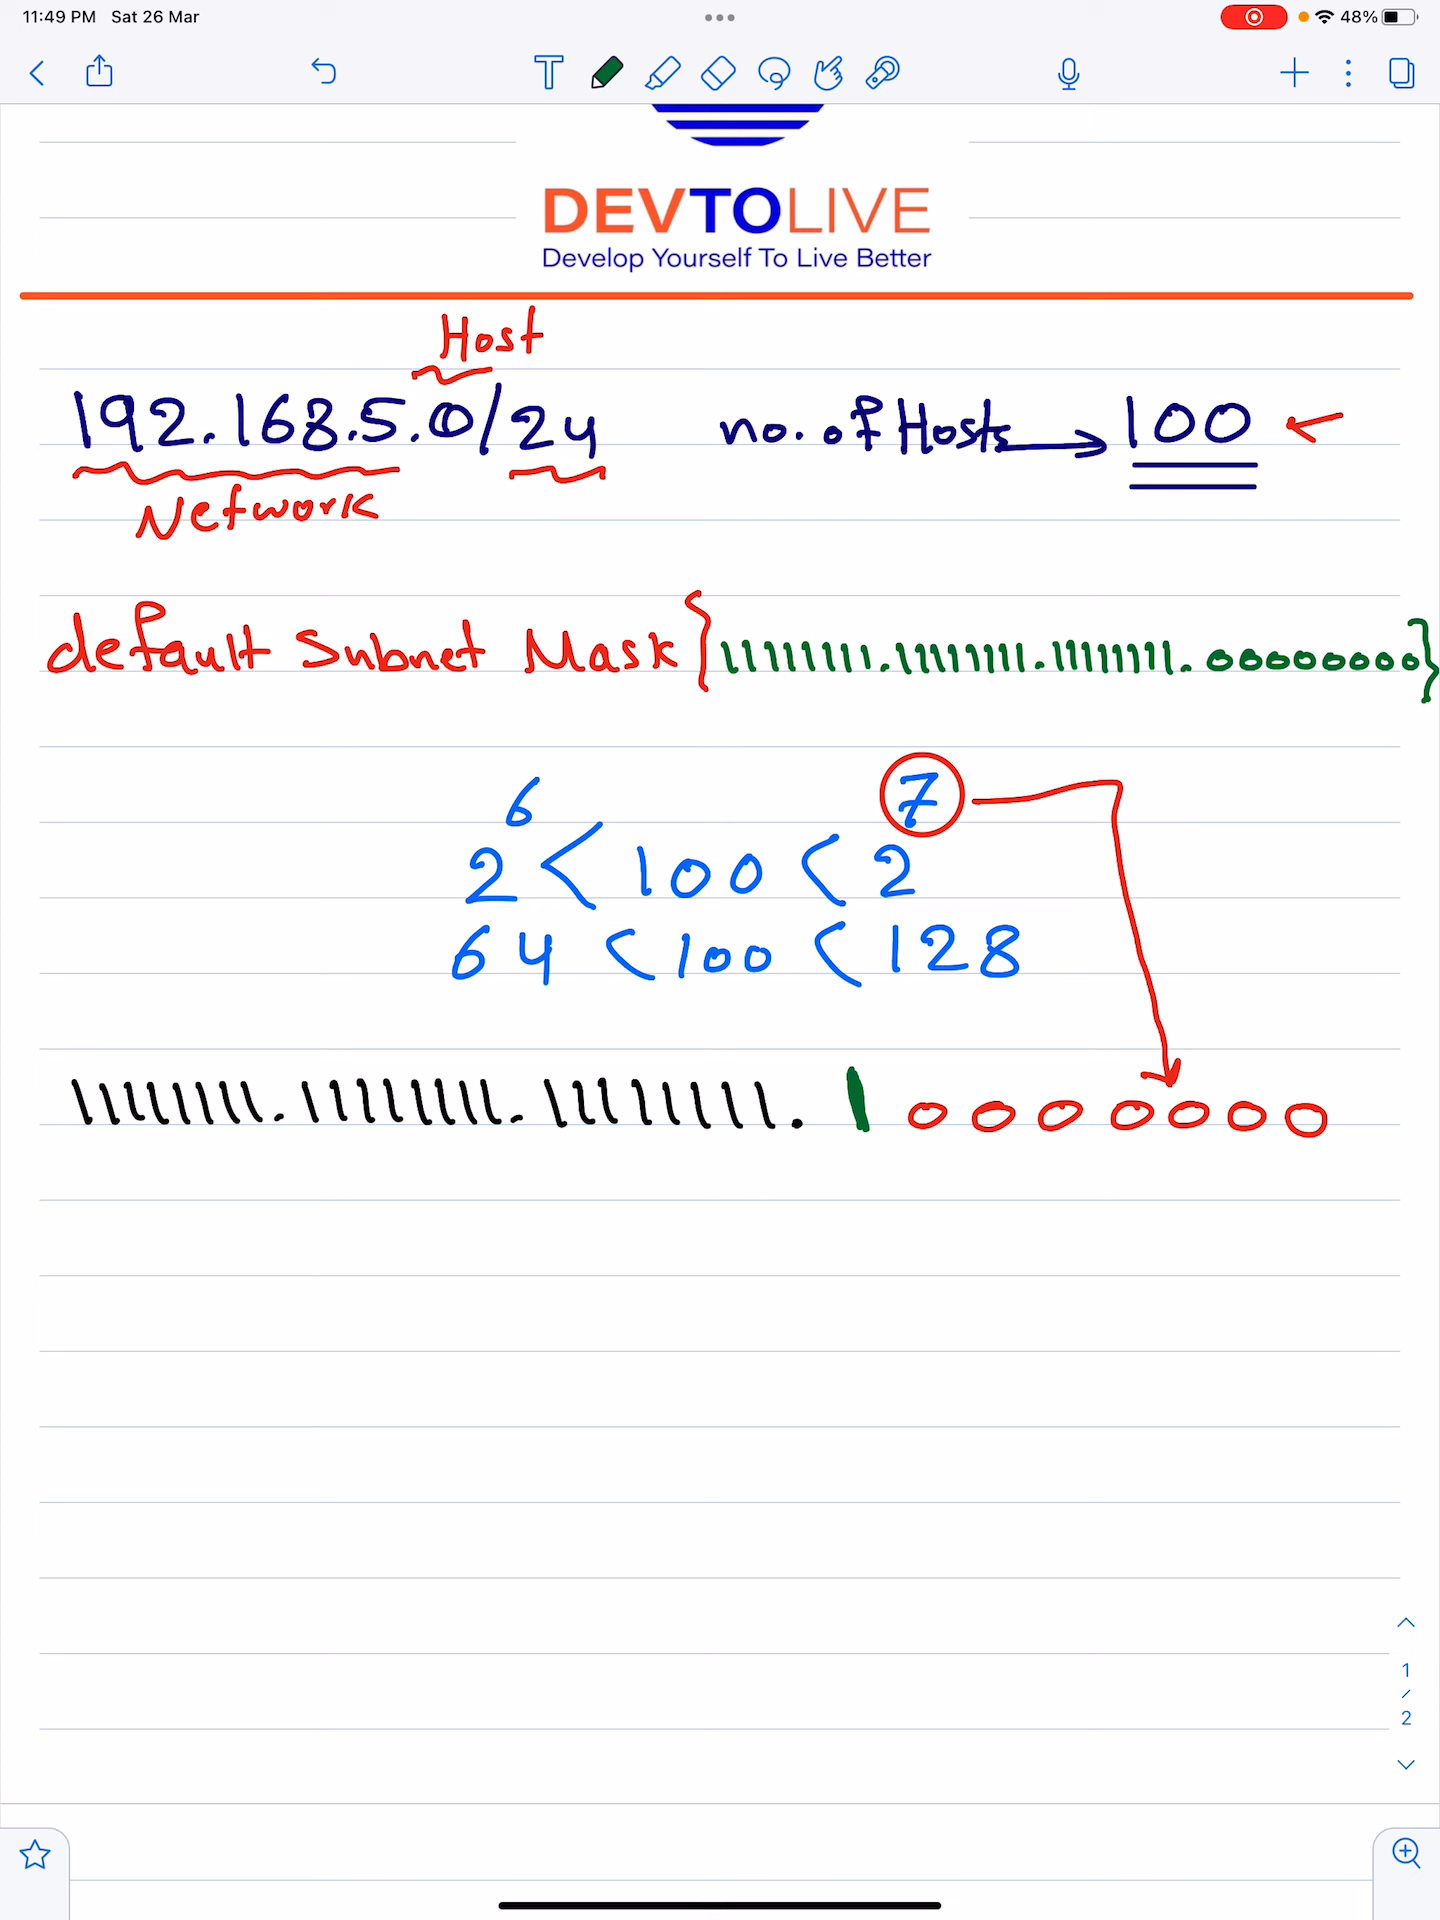 11:49 PM Sat 26 Mar 48%
DEVTOLIVE
Develop Yourself To Live Better
Host
192.168.5.0/24 no. of Hosts → 100 ←
Network
default Subnet Mask {11111111.11111111.11111111.00000000}
6 7
2 < 100 < 2
64 < 100 < 128
11111111.11111111.11111111.10000000
1
/
2